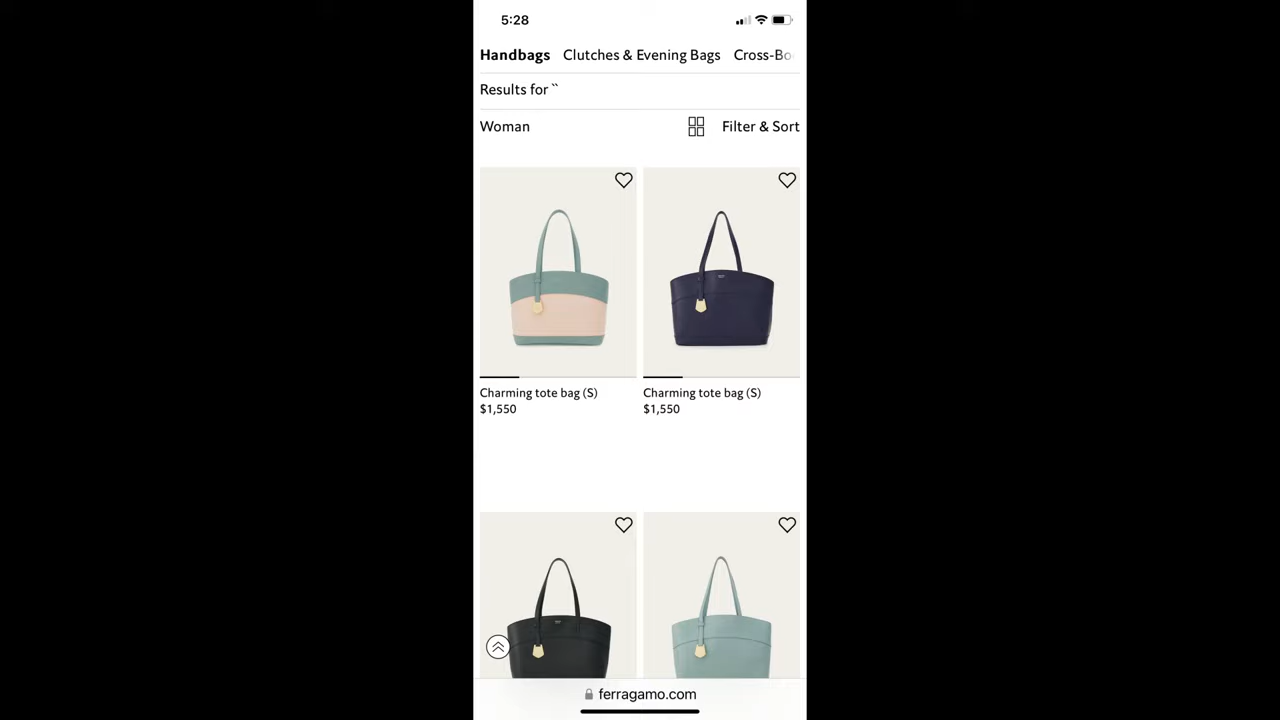 5:28
Handbags Clutches & Evening Bags Cross-Bo
Results for ``
Woman Filter & Sort
Charming tote bag (S) Charming tote bag (S)
$1,550 $1,550
ferragamo.com